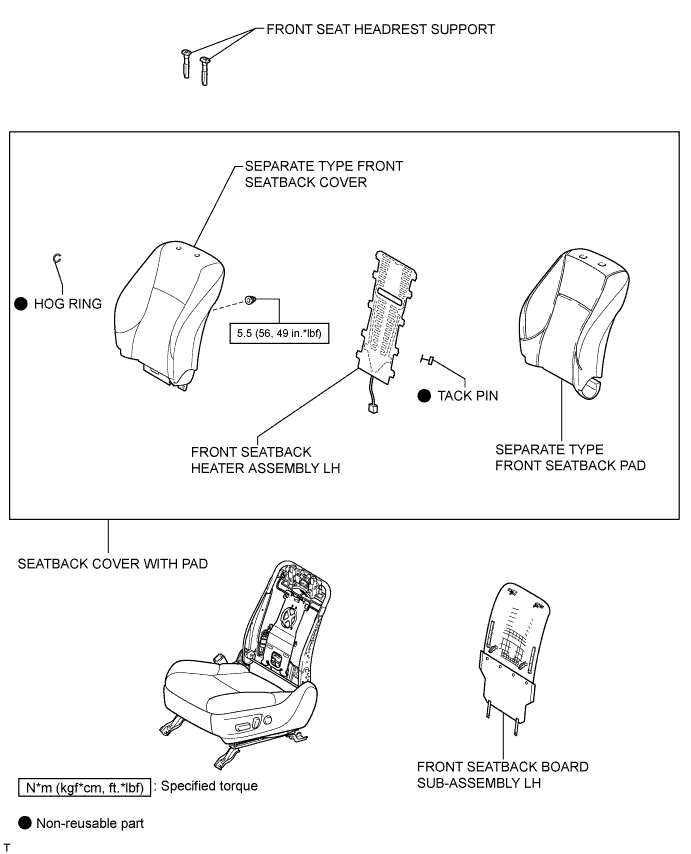 FRONT SEAT HEADREST SUPPORT
SEPARATE TYPE FRONT
SEATBACK COVER
HOG RING
5.5 (56, 49 in.*lbf)
TACK PIN
FRONT SEATBACK
HEATER ASSEMBLY LH
SEPARATE TYPE
FRONT SEATBACK PAD
SEATBACK COVER WITH PAD
FRONT SEATBACK BOARD
SUB-ASSEMBLY LH
N*m (kgf*cm, ft.*lbf) : Specified torque
Non-reusable part
T